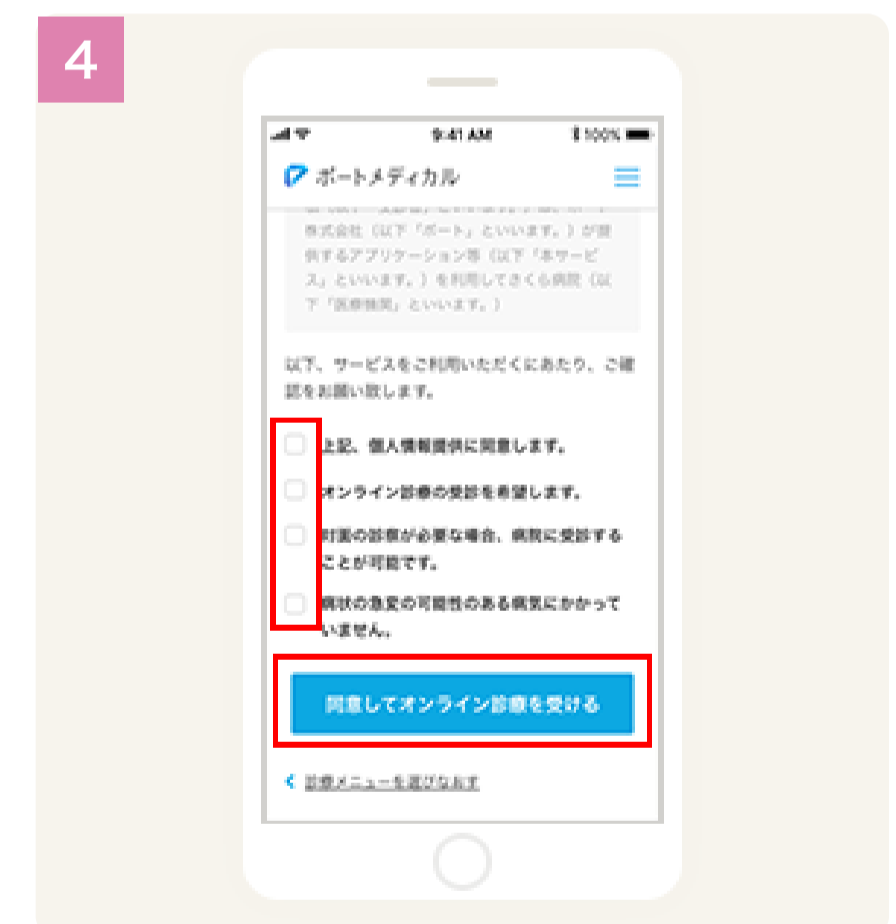 4
9:41 AM 100%
ポートメディカル
株式会社（以下「ポート」といいます。）が提
供するアプリケーション等（以下「本サービ
ス」といいます。）を利用してさくら病院（以
下「医療機関」といいます。）
以下、サービスをご利用いただくにあたり、ご確
認をお願い致します。
上記、個人情報提供に同意します。
オンライン診療の受診を希望します。
対面の診察が必要な場合、病院に受診する
ことが可能です。
病状の急変の可能性のある病気にかかって
いません。
同意してオンライン診療を受ける
診療メニューを選びなおす